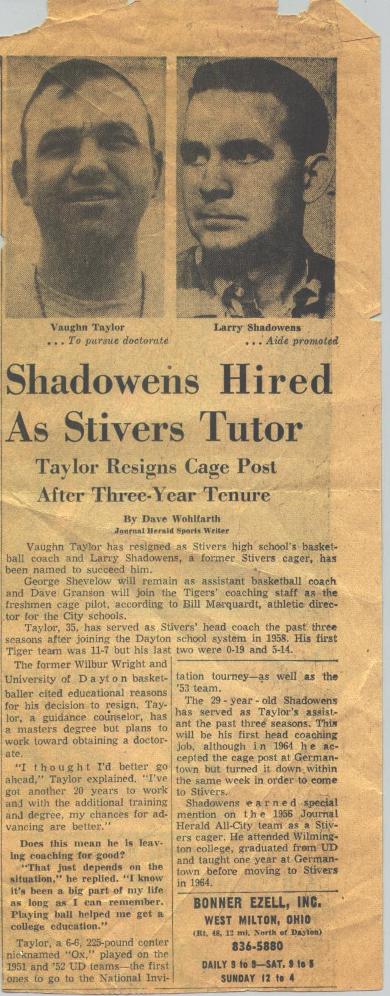 Vaughn Taylor
... To pursue doctorate
Larry Shadowens
... Aide promoted
Shadowens Hired
As Stivers Tutor
Taylor Resigns Cage Post
After Three-Year Tenure
By Dave Wohlfarth
Journal Herald Sports Writer
Vaughn Taylor has resigned as Stivers high school's basket-
ball coach and Larry Shadowens, a former Stivers cager, has
been named to succeed him.
George Shevelow will remain as assistant basketball coach
and Dave Granson will join the Tigers' coaching staff as the
freshmen cage pilot, according to Bill Marquardt, athletic direc-
tor for the City schools.
Taylor, 35, has served as Stivers' head coach the past three
seasons after joining the Dayton school system in 1958. His first
Tiger team was 11-7 but his last two were 0-19 and 5-14.
The former Wilbur Wright and
University of Dayton basket-
baller cited educational reasons
for his decision to resign. Tay-
lor, a guidance counselor, has
a masters degree but plans to
work toward obtaining a doctor-
ate.
"I thought I'd better go
ahead," Taylor explained. "I've
got another 20 years to work
and with the additional training
and degree, my chances for ad-
vancing are better."
Does this mean he is leav-
ing coaching for good?
"That just depends on the
situation," he replied. "I know
it's been a big part of my life
as long as I can remember.
Playing ball helped me get a
college education."
Taylor, a 6-6, 225-pound center
nicknamed "Ox," played on the
1951 and '52 UD teams—the first
ones to go to the National Invi-
tation tourney—as well as the
'53 team.
The 29-year-old Shadowens
has served as Taylor's assist-
ant the past three seasons. This
will be his first head coaching
job, although in 1964 he ac-
cepted the cage post at German-
town but turned it down within
the same week in order to come
to Stivers.
Shadowens earned special
mention on the 1956 Journal
Herald All-City team as a Stiv-
ers cager. He attended Wilming-
ton college, graduated from UD
and taught one year at German-
town before moving to Stivers
in 1964.
BONNER EZELL, INC.
WEST MILTON, OHIO
(Rt. 48, 12 mi. North of Dayton)
836-5880
DAILY 9 to 9—SAT. 9 to 5
SUNDAY 12 to 4